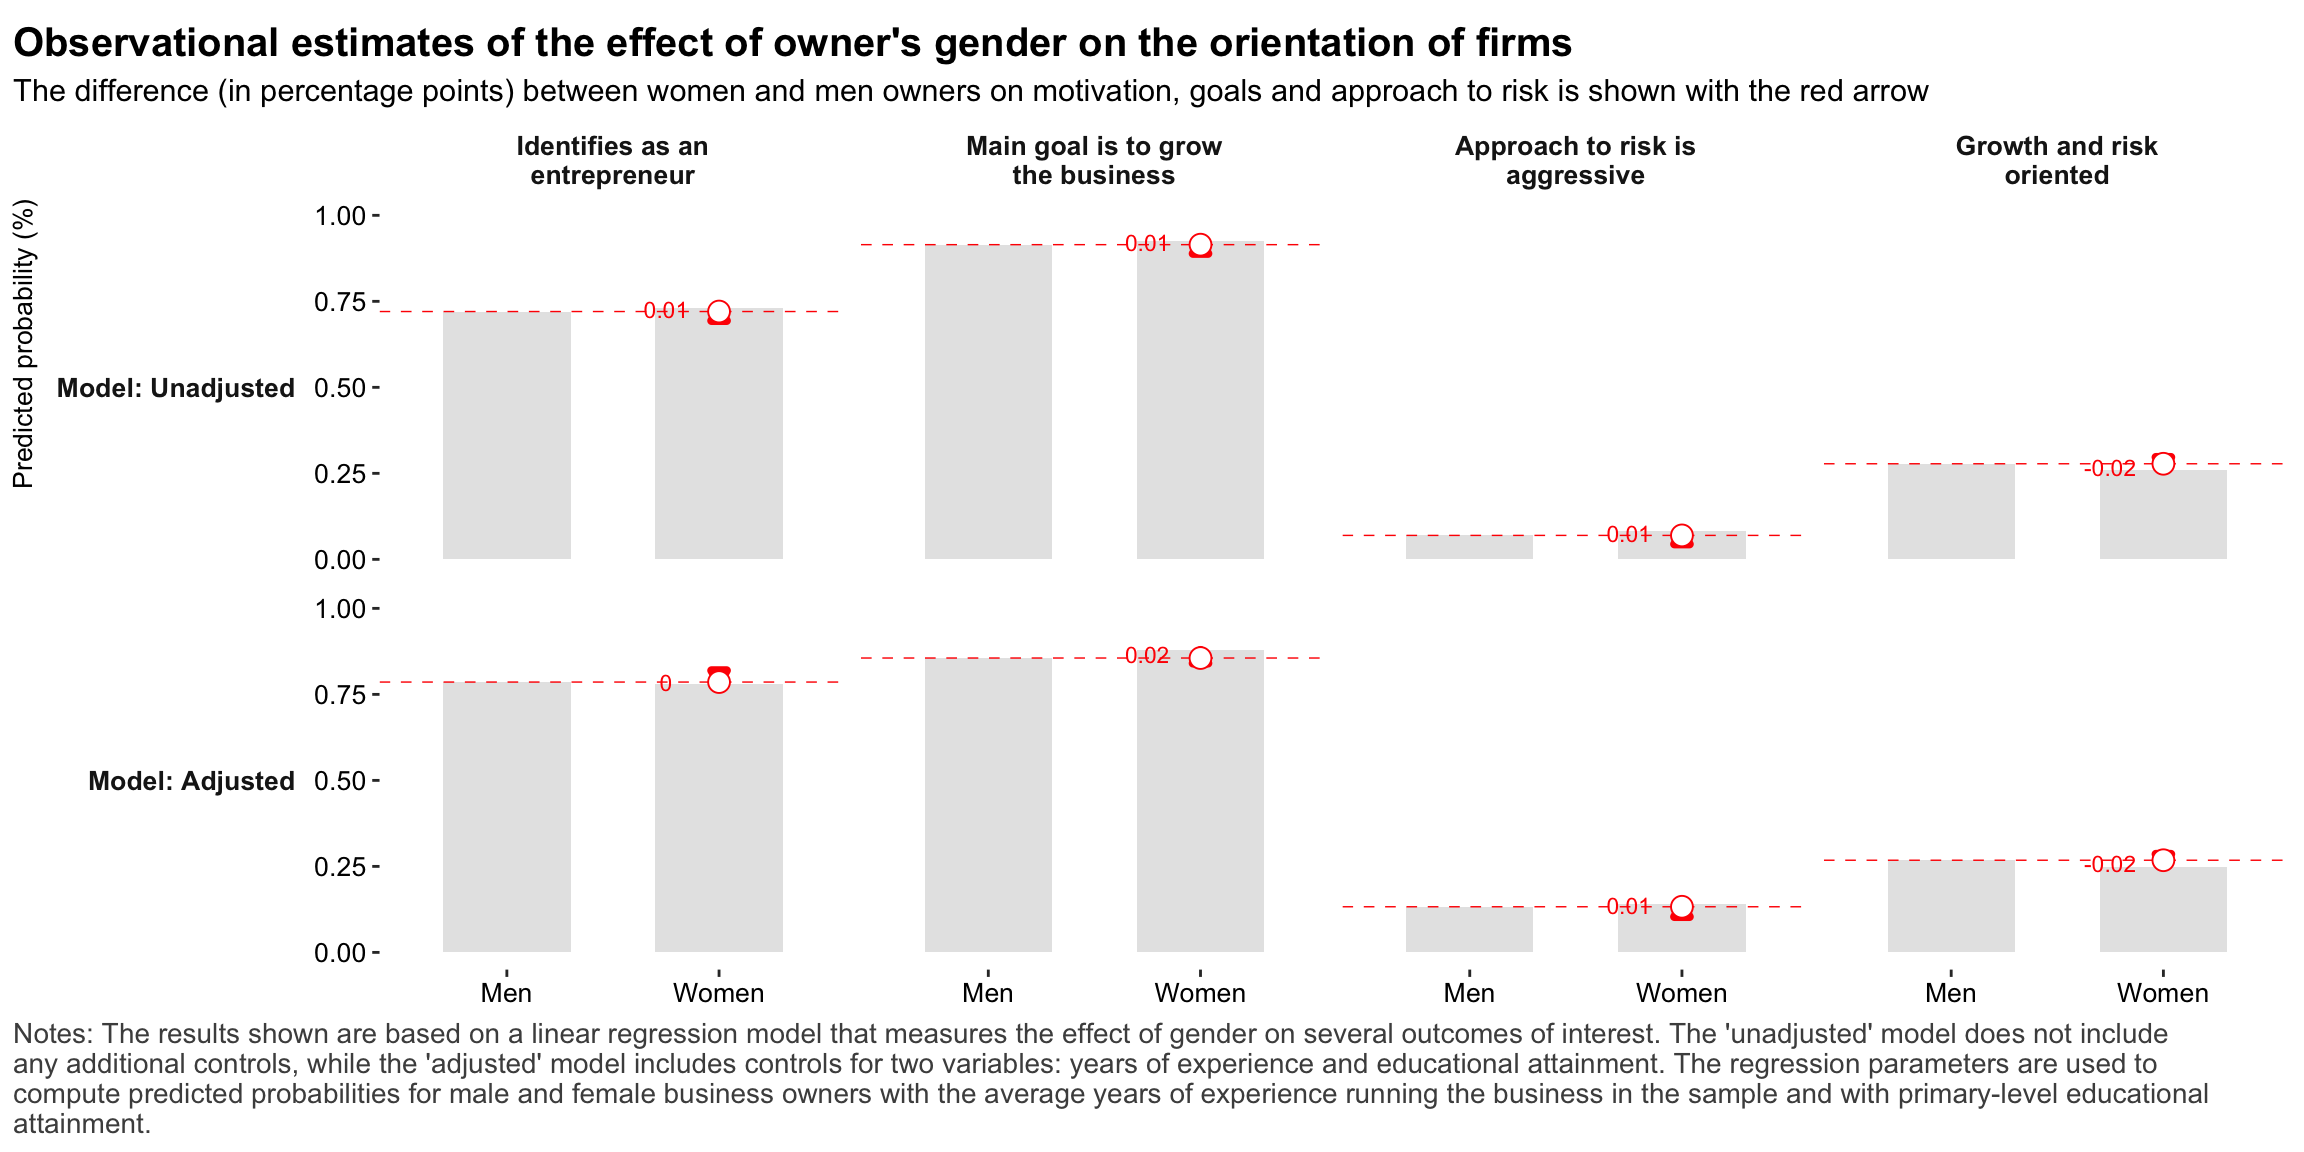 Observational estimates of the effect of owner's gender on the orientation of firms
The difference (in percentage points) between women and men owners on motivation, goals and approach to risk is shown with the red arrow
Identifies as an
entrepreneur
Main goal is to grow
the business
Approach to risk is
aggressive
Growth and risk
oriented
Predicted probability (%)
Model: Unadjusted
1.00
0.75
0.50
0.25
0.00
0.01
0.01
0.01
-0.02
Model: Adjusted
1.00
0.75
0.50
0.25
0.00
0
0.02
0.01
-0.02
Men
Women
Men
Women
Men
Women
Men
Women
Notes: The results shown are based on a linear regression model that measures the effect of gender on several outcomes of interest. The 'unadjusted' model does not include
any additional controls, while the 'adjusted' model includes controls for two variables: years of experience and educational attainment. The regression parameters are used to
compute predicted probabilities for male and female business owners with the average years of experience running the business in the sample and with primary-level educational
attainment.